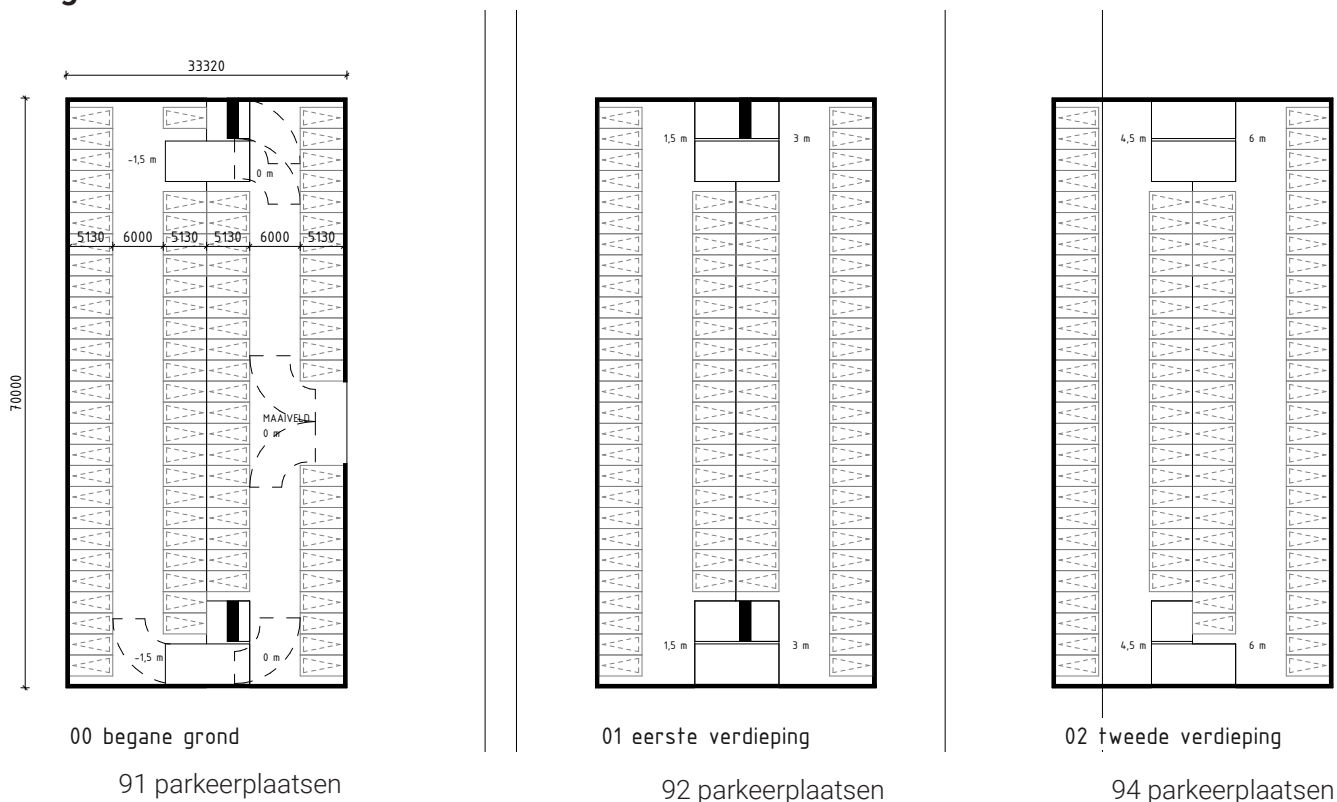 33320
-1,5 m
0 m
5130 6000 5130 5130 6000 5130
70000
MAAIVELD
0 m
-1,5 m
0 m
00 begane grond
91 parkeerplaatsen
1,5 m
3 m
1,5 m
3 m
01 eerste verdieping
92 parkeerplaatsen
4,5 m
6 m
4,5 m
6 m
02 tweede verdieping
94 parkeerplaatsen